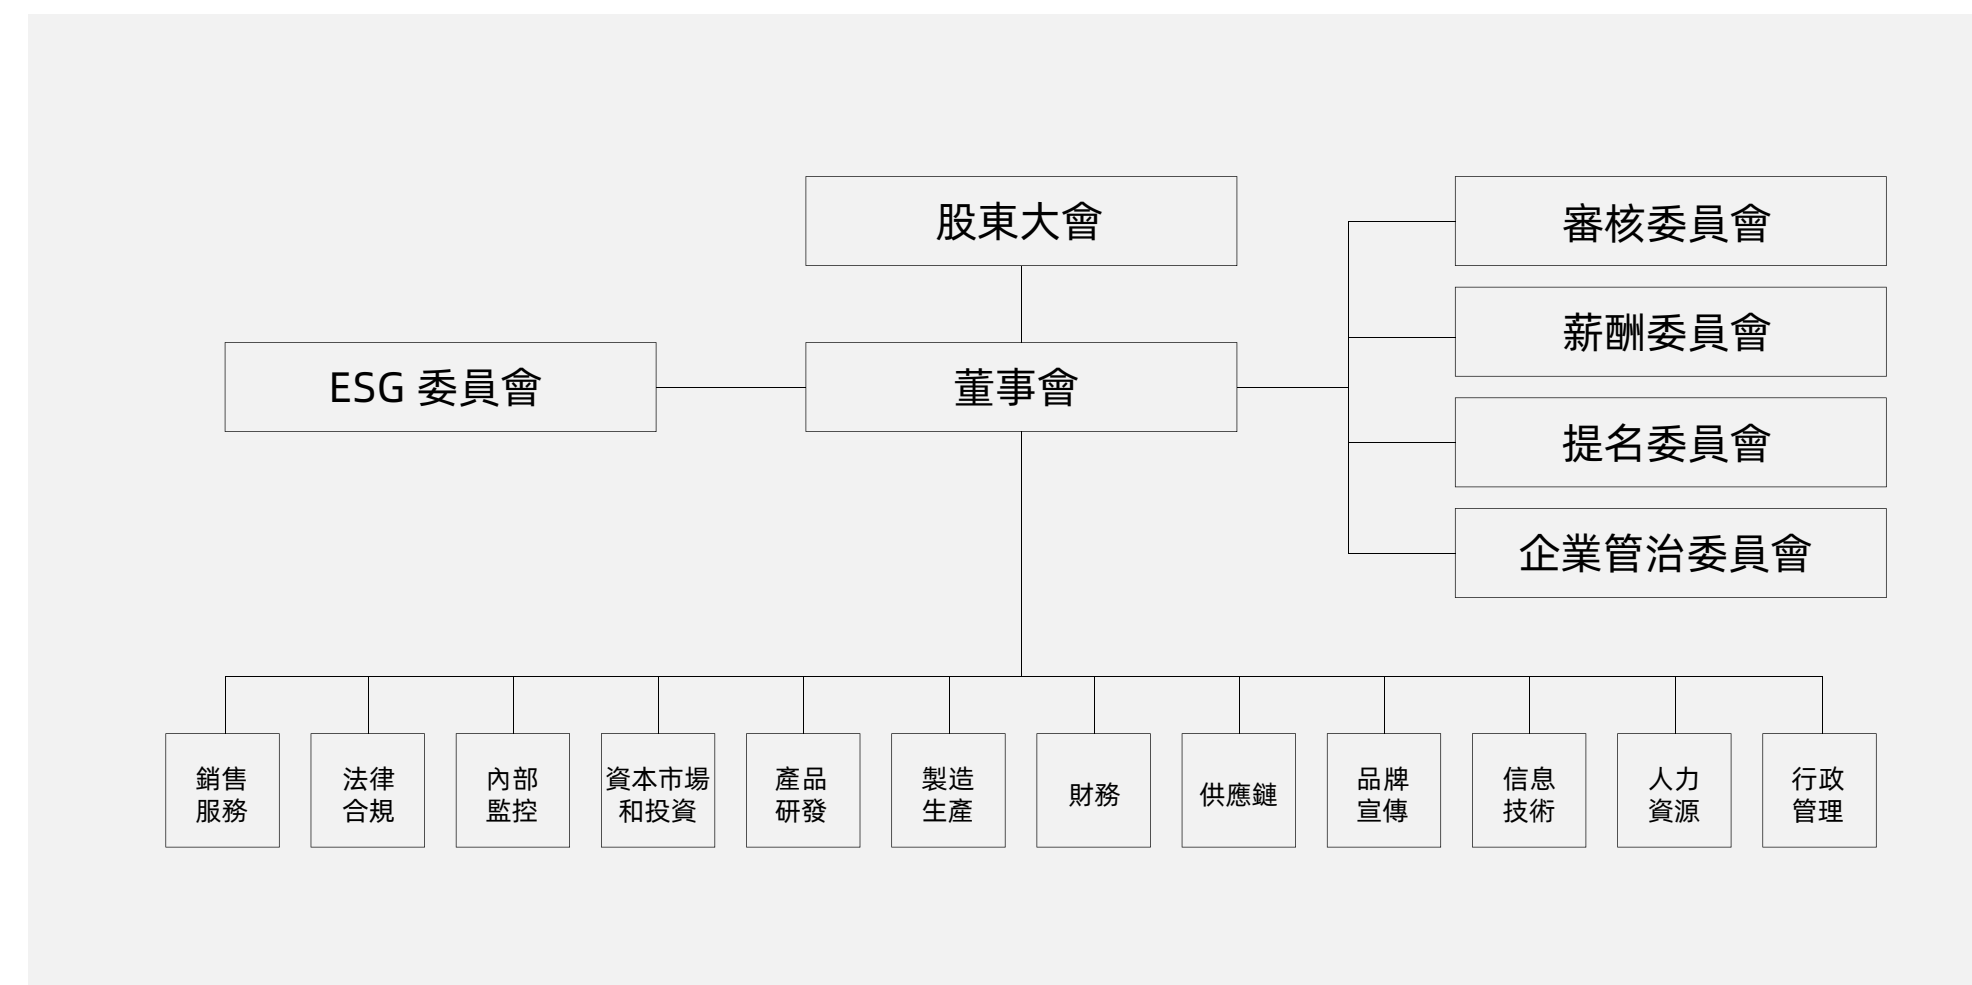 股東大會
審核委員會
薪酬委員會
ESG 委員會
董事會
提名委員會
企業管治委員會
銷售
服務
法律
合規
內部
監控
資本市場
和投資
產品
研發
製造
生產
財務
供應鏈
品牌
宣傳
信息
技術
人力
資源
行政
管理